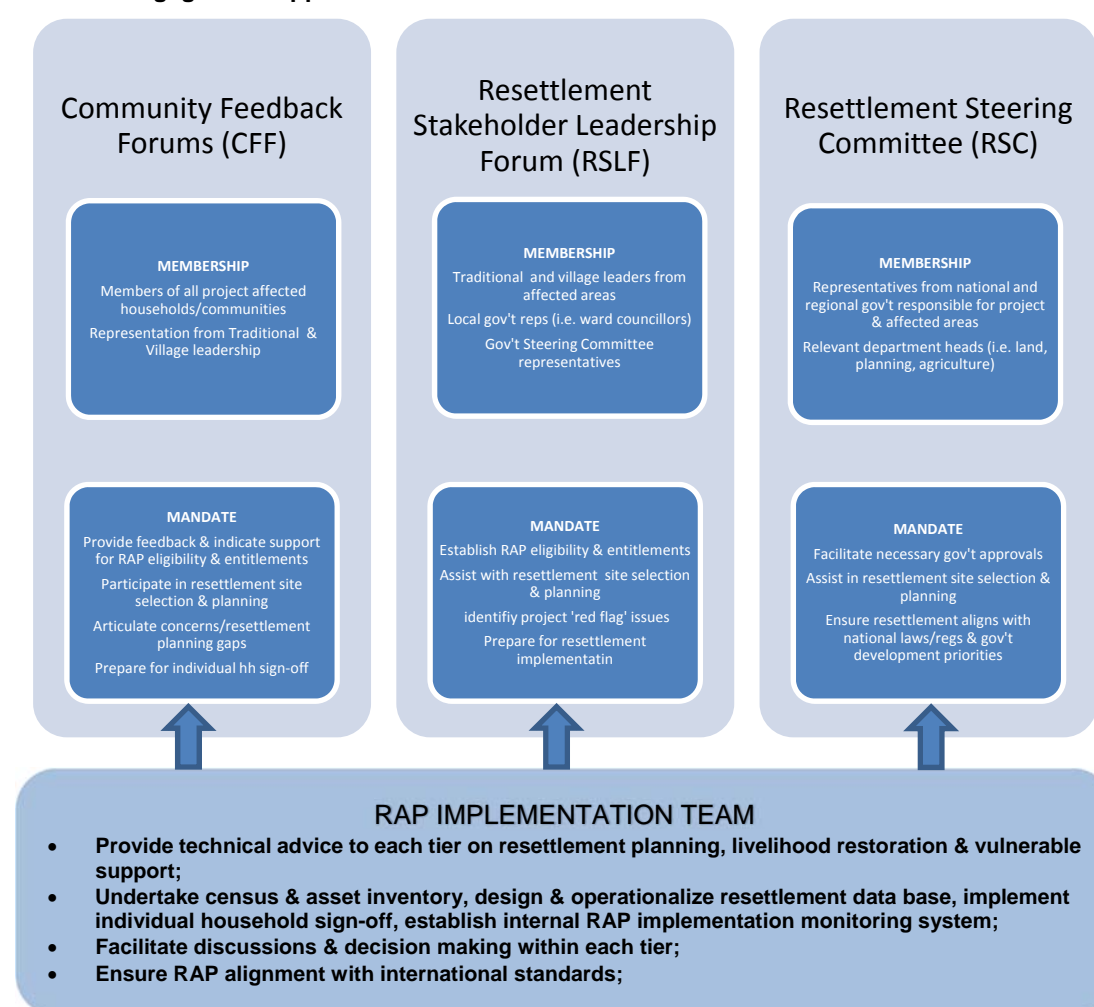 Community Feedback
Forums (CFF)
MEMBERSHIP
Members of all project affected
households/communities
Representation from Traditional &
Village leadership
MANDATE
Provide feedback & indicate support
for RAP eligibility & entitlements
Participate in resettlement site
selection & planning
Articulate concerns/resettlement
planning gaps
Prepare for individual hh sign-off
Resettlement
Stakeholder Leadership
Forum (RSLF)
MEMBERSHIP
Traditional and village leaders from
affected areas
Local gov't reps (i.e. ward councillors)
Gov't Steering Committee
representatives
MANDATE
Establish RAP eligibility & entitlements
Assist with resettlement site selection
& planning
identifiy project 'red flag' issues
Prepare for resettlement
implementatin
Resettlement Steering
Committee (RSC)
MEMBERSHIP
Representatives from national and
regional gov't responsible for project
& affected areas
Relevant department heads (i.e. land,
planning, agriculture)
MANDATE
Facilitate necessary gov't approvals
Assist in resettlement site selection &
planning
Ensure resettlement aligns with
national laws/regs & gov't
development priorities
RAP IMPLEMENTATION TEAM
• Provide technical advice to each tier on resettlement planning, livelihood restoration & vulnerable
support;
• Undertake census & asset inventory, design & operationalize resettlement data base, implement
individual household sign-off, establish internal RAP implementation monitoring system;
• Facilitate discussions & decision making within each tier;
• Ensure RAP alignment with international standards;